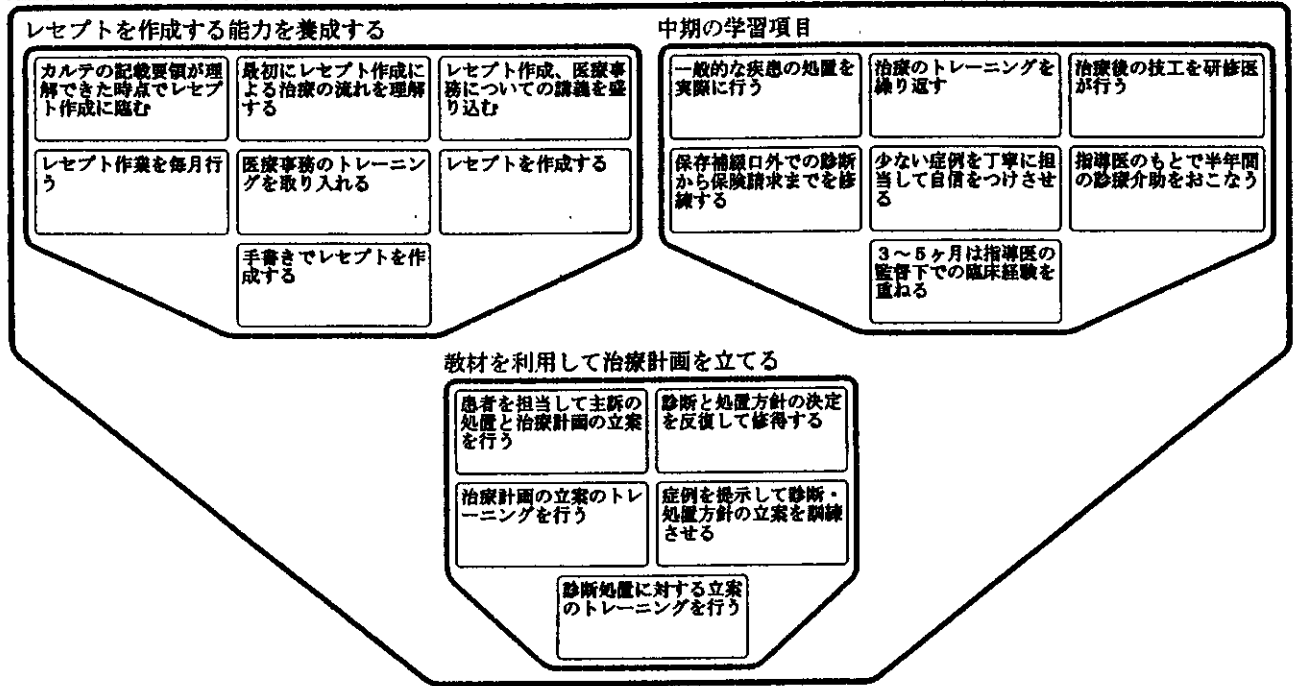 レセプトを作成する能力を養成する
カルテの記載要領が理
解できた時点でレセプ
ト作成に臨む
最初にレセプト作成に
よる治療の流れを理解
する
レセプト作成、医療事
務についての講義を盛
り込む
レセプト作業を毎月行
う
医療事務のトレーニン
グを取り入れる
レセプトを作成する
手書きでレセプトを作
成する
中期の学習項目
一般的な疾患の処置を
実際に行う
治療のトレーニングを
繰り返す
治療後の技工を研修医
が行う
保存補綴口外での診断
から保険請求までを修
練する
少ない症例を丁寧に担
当して自信をつけさせ
る
指導医のもとで半年間
の診療介助をおこなう
3～5ヶ月は指導医の
監督下での臨床経験を
重ねる
教材を利用して治療計画を立てる
患者を担当して主訴の
処置と治療計画の立案
を行う
診断と処置方針の決定
を反復して修得する
治療計画の立案のトレ
ーニングを行う
症例を提示して診断・
処置方針の立案を訓練
させる
診断処置に対する立案
のトレーニングを行う